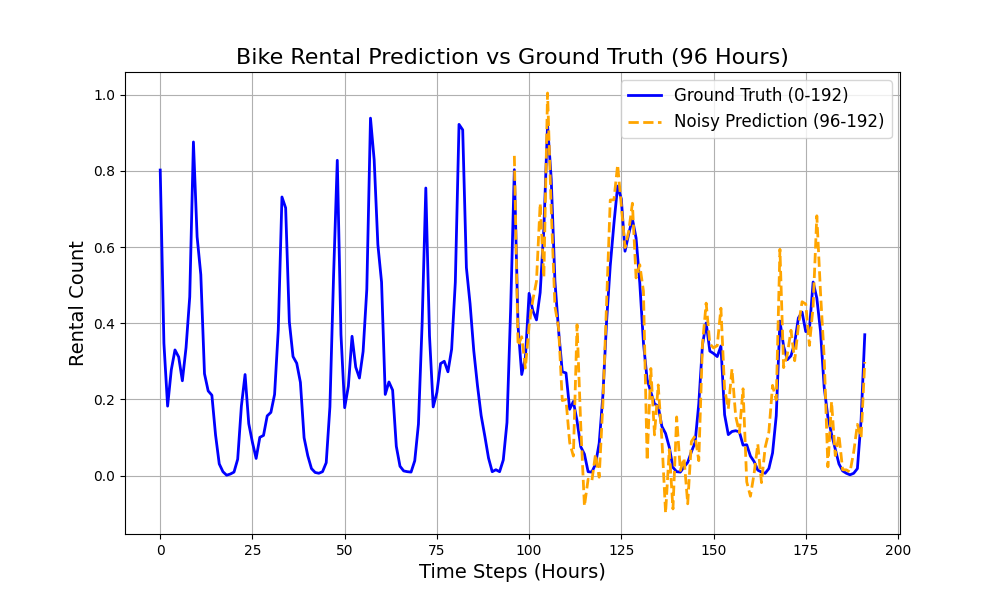 Bike Rental Prediction vs Ground Truth (96 Hours)
Ground Truth (0-192)
Noisy Prediction (96-192)
Rental Count
1.0
0.8
0.6
0.4
0.2
0.0
0 25 50 75 100 125 150 175 200
Time Steps (Hours)